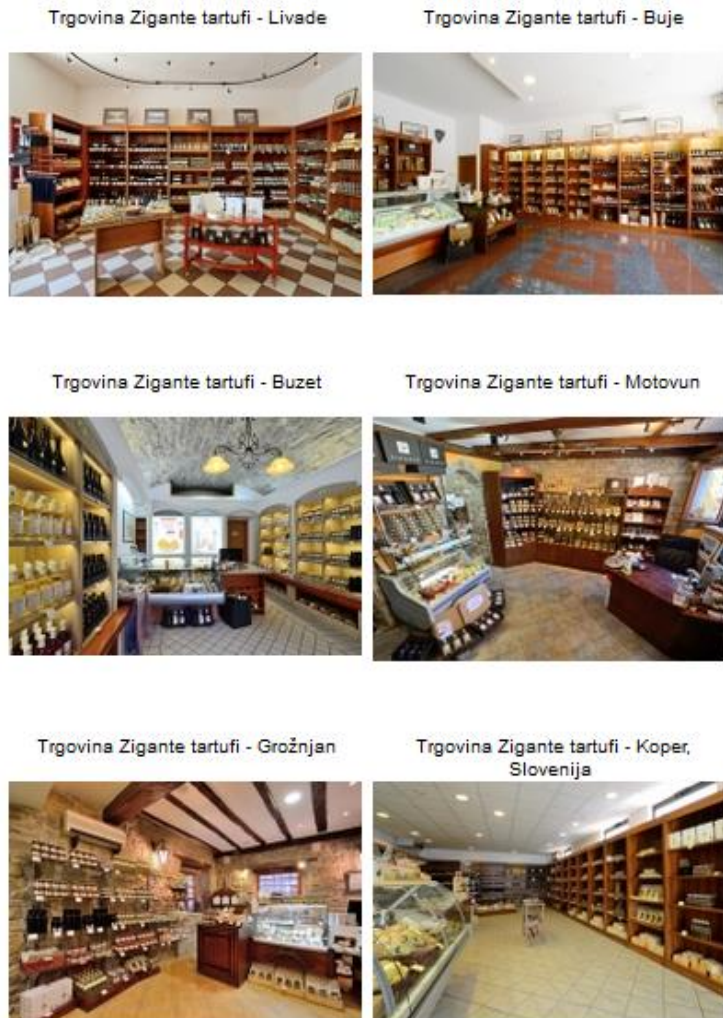 Trgovina Zigante tartufi - Livade
Trgovina Zigante tartufi - Buje
Trgovina Zigante tartufi - Buzet
Trgovina Zigante tartufi - Motovun
Trgovina Zigante tartufi - Grožnjan
Trgovina Zigante tartufi - Koper,
Slovenija